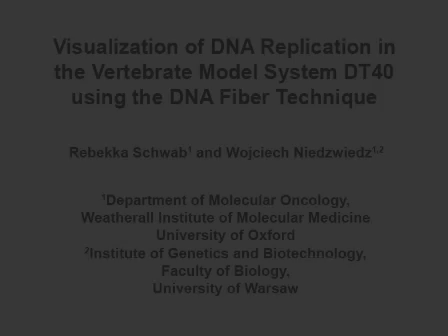 Visualization of DNA Replication in
the Vertebrate Model System DT40
using the DNA Fiber Technique
Rebekka Schwab¹ and Wojciech Niedzwiedz¹,²
¹Department of Molecular Oncology,
Weatherall Institute of Molecular Medicine
University of Oxford
²Institute of Genetics and Biotechnology,
Faculty of Biology,
University of Warsaw